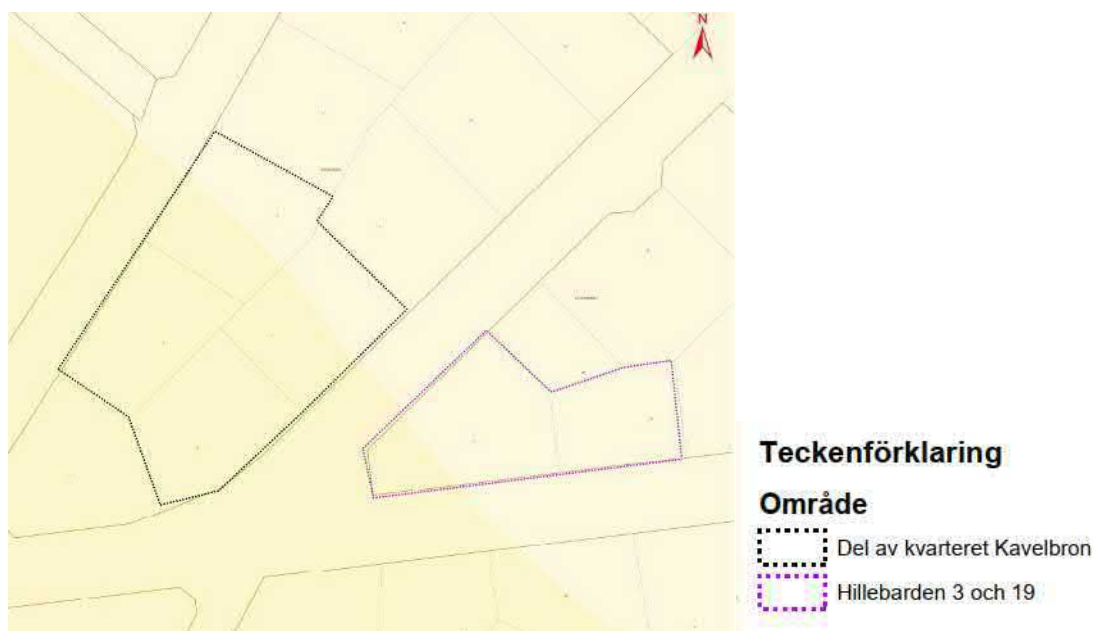 N
Teckenförklaring
Område
Del av kvarteret Kavelbron
Hillebarden 3 och 19